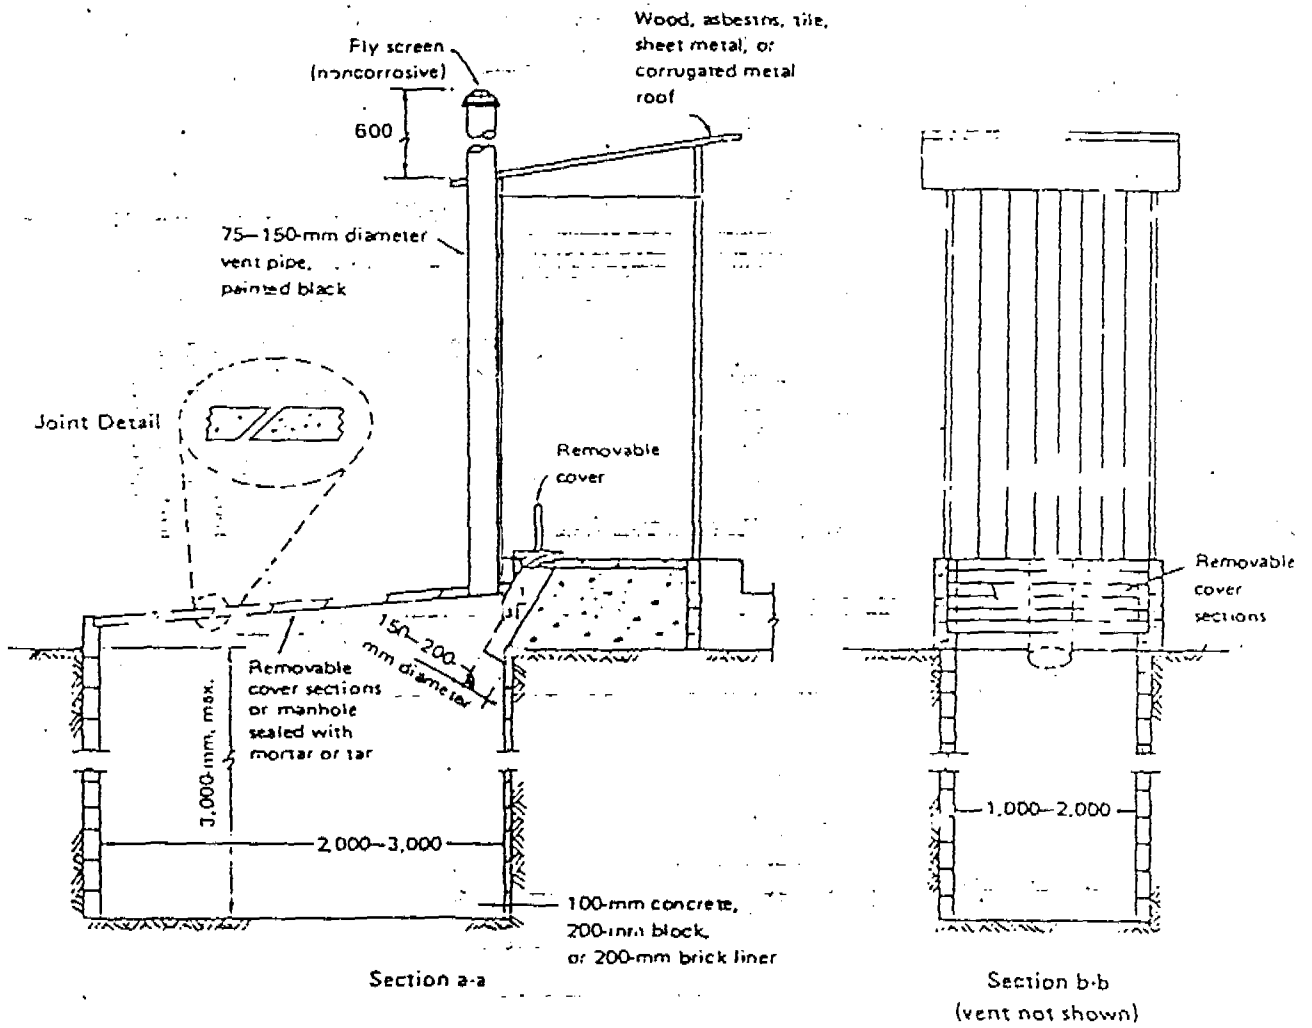 Wood, asbestos, tile,
sheet metal, or
corrugated metal
roof
Fly screen
(noncorrosive)
600
75–150-mm diameter
vent pipe,
painted black
Joint Detail
Removable
cover
Removable
cover
sections
150–200-
mm diameter
Removable
cover sections
or manhole
sealed with
mortar or tar
3,000-mm, max.
2,000–3,000
1,000–2,000
100-mm concrete,
200-mm block,
or 200-mm brick liner
Section a-a
Section b-b
(vent not shown)